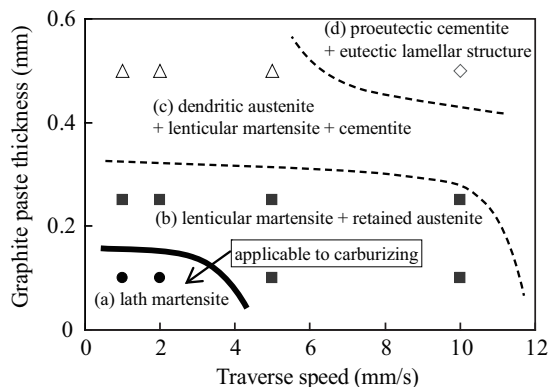 (d) proeutectic cementite
+ eutectic lamellar structure
(c) dendritic austenite
+ lenticular martensite + cementite
(b) lenticular martensite + retained austenite
applicable to carburizing
(a) lath martensite
Graphite paste thickness (mm)
0.6
0.4
0.2
0
0 2 4 6 8 10 12
Traverse speed (mm/s)